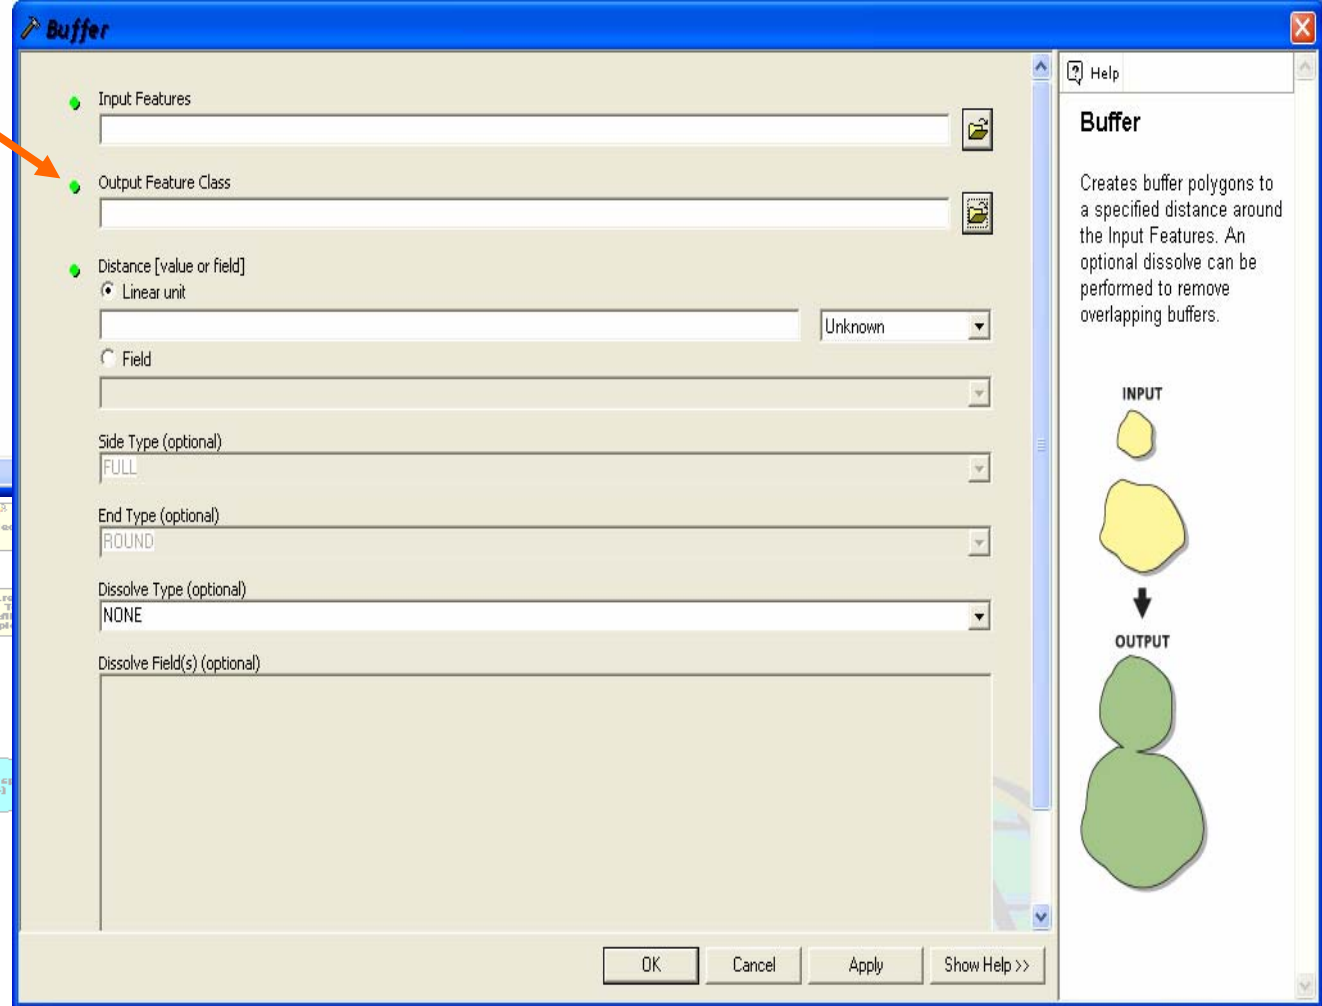 Buffer
Input Features
Output Feature Class
Distance [value or field]
Linear unit
Unknown
Field
Side Type (optional)
FULL
End Type (optional)
ROUND
Dissolve Type (optional)
NONE
Dissolve Field(s) (optional)
OK
Cancel
Apply
Show Help >>
Help
Buffer
Creates buffer polygons to
a specified distance around
the Input Features. An
optional dissolve can be
performed to remove
overlapping buffers.
INPUT
OUTPUT